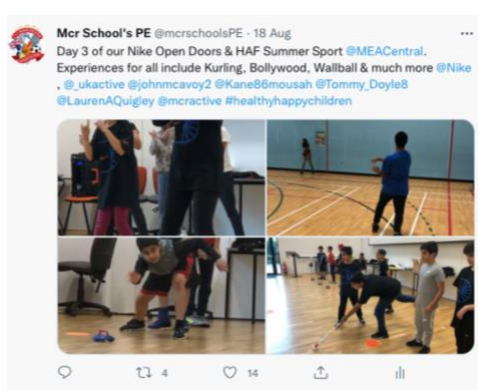 Mcr School's PE @mcrschoolsPE · 18 Aug
Day 3 of our Nike Open Doors & HAF Summer Sport @MEACentral.
Experiences for all include Kurling, Bollywood, Wallball & much more @Nike
, @_ukactive @johnmcavoy2 @Kane86mousah @Tommy_Doyle8
@LaurenAQuigley @mcractive #healthyhappychildren
4 14